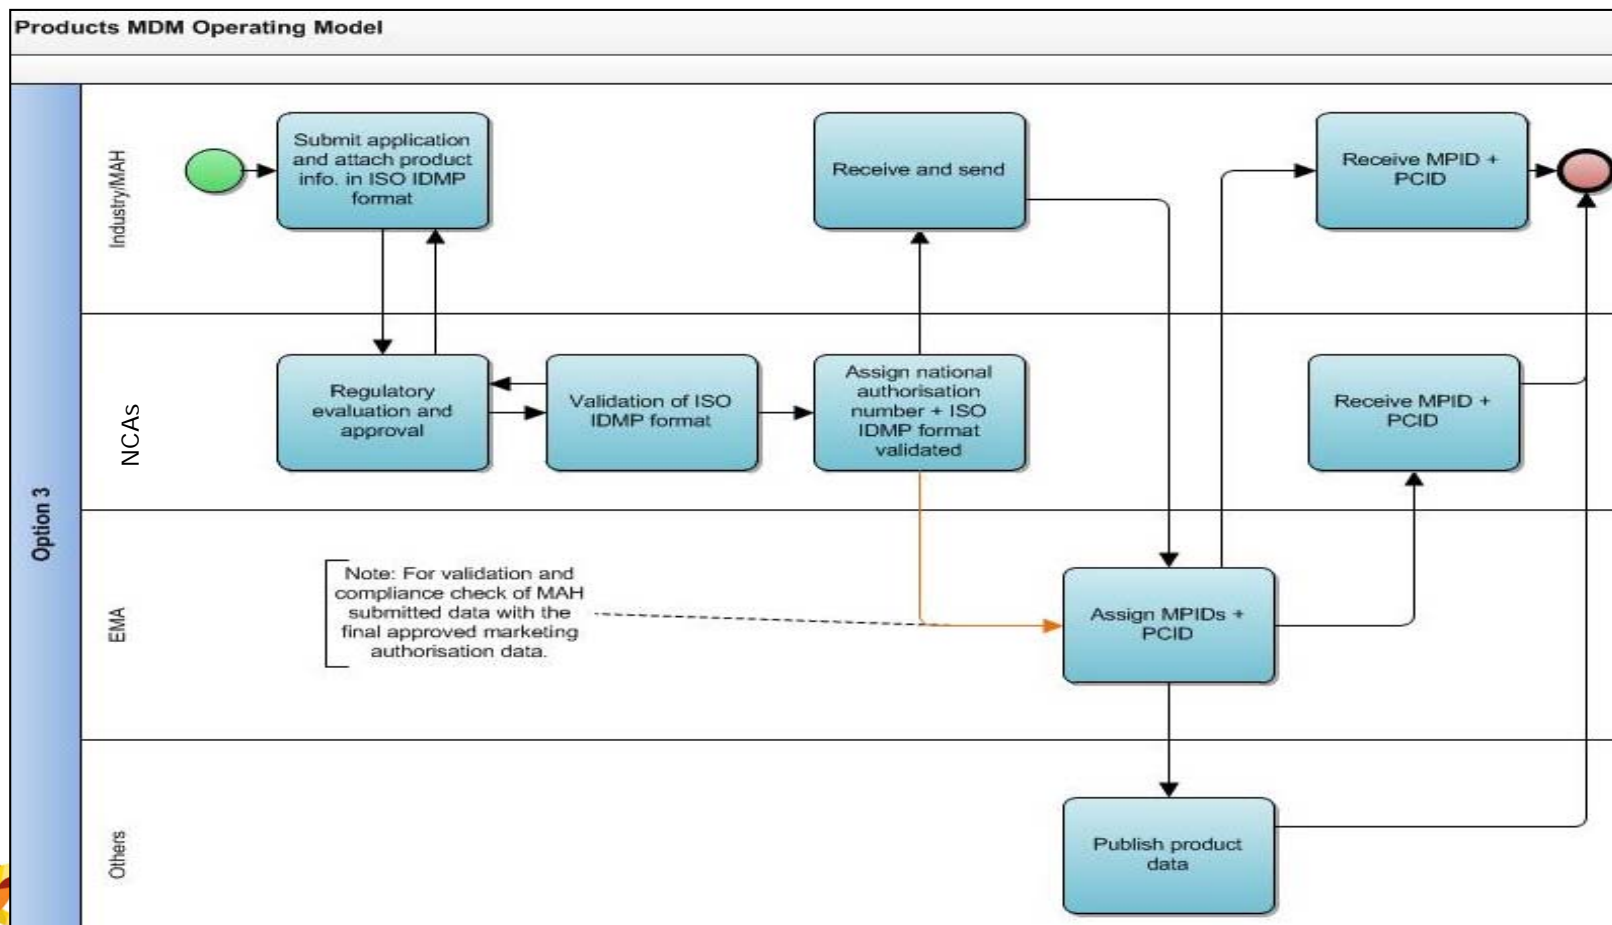 Products MDM Operating Model
Option 3
Industry/MAH
Submit application
and attach product
info. in ISO IDMP
format
Receive and send
Receive MPID +
PCID
NCAs
Regulatory
evaluation and
approval
Validation of ISO
IDMP format
Assign national
authorisation
number + ISO
IDMP format
validated
Receive MPID +
PCID
EMA
Note: For validation and
compliance check of MAH
submitted data with the
final approved marketing
authorisation data.
Assign MPIDs +
PCID
Others
Publish product
data